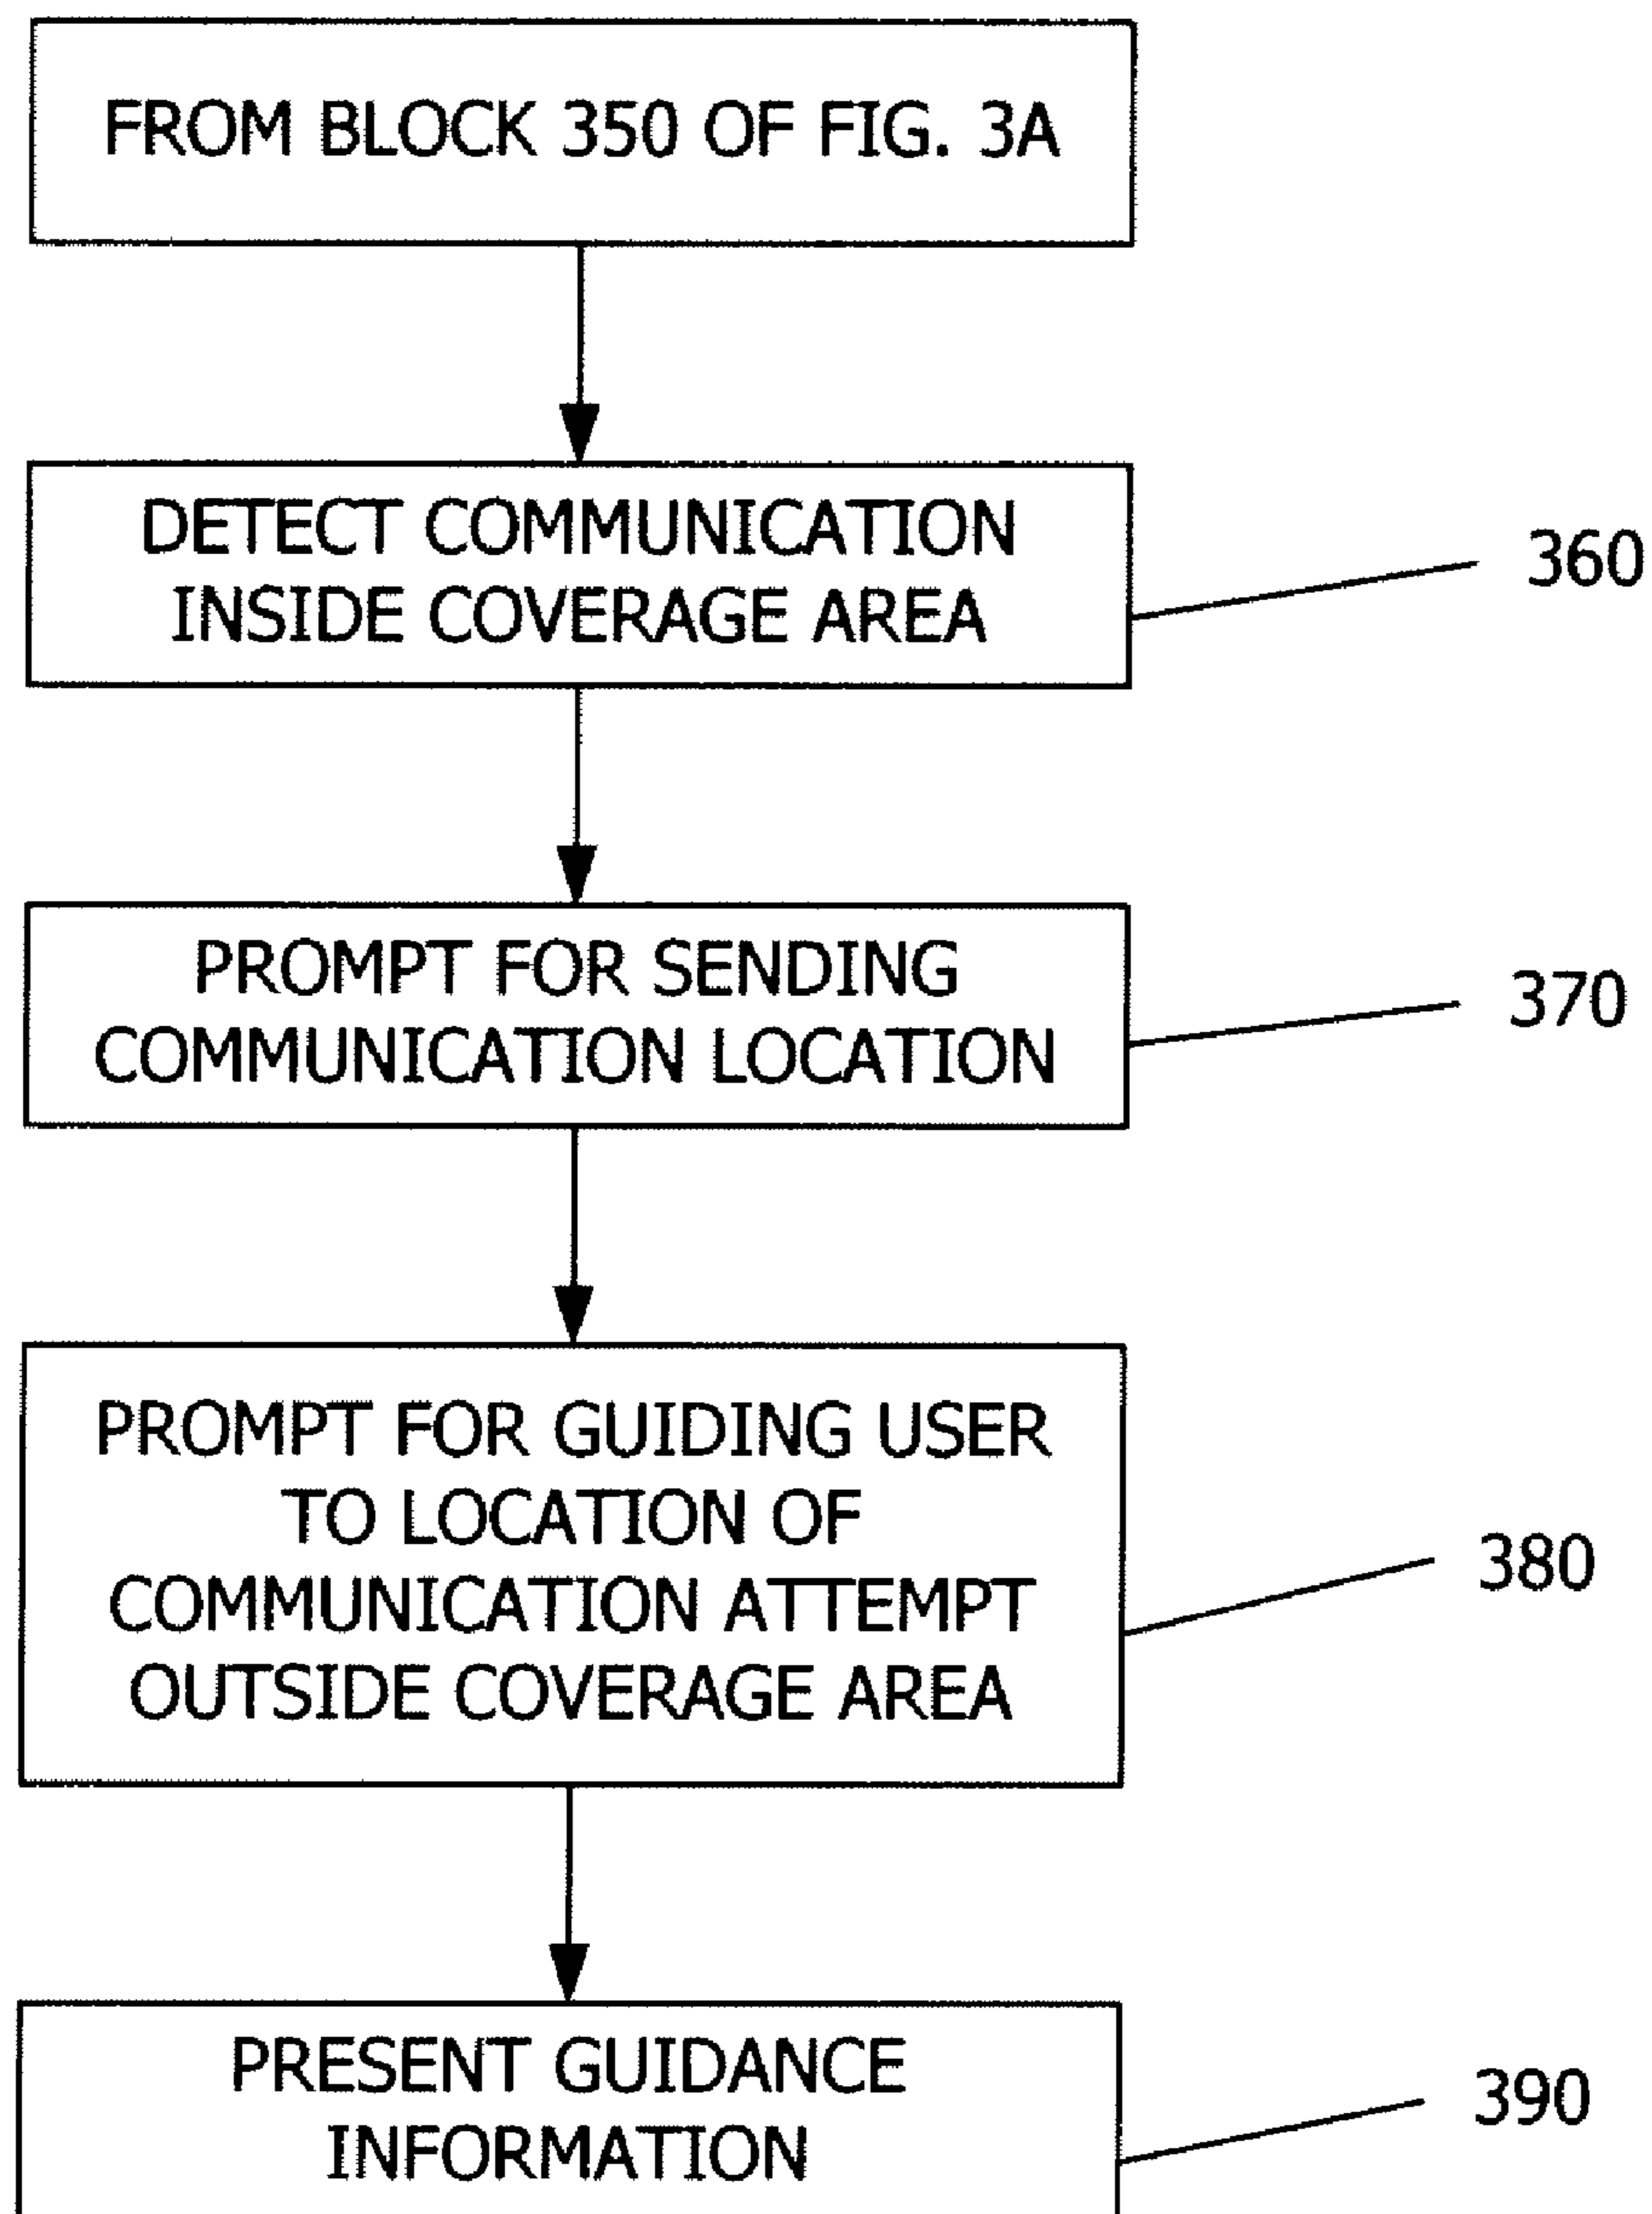 FROM BLOCK 350 OF FIG. 3A
DETECT COMMUNICATION
INSIDE COVERAGE AREA
360
PROMPT FOR SENDING
COMMUNICATION LOCATION
370
PROMPT FOR GUIDING USER
TO LOCATION OF
COMMUNICATION ATTEMPT
OUTSIDE COVERAGE AREA
380
PRESENT GUIDANCE
INFORMATION
390